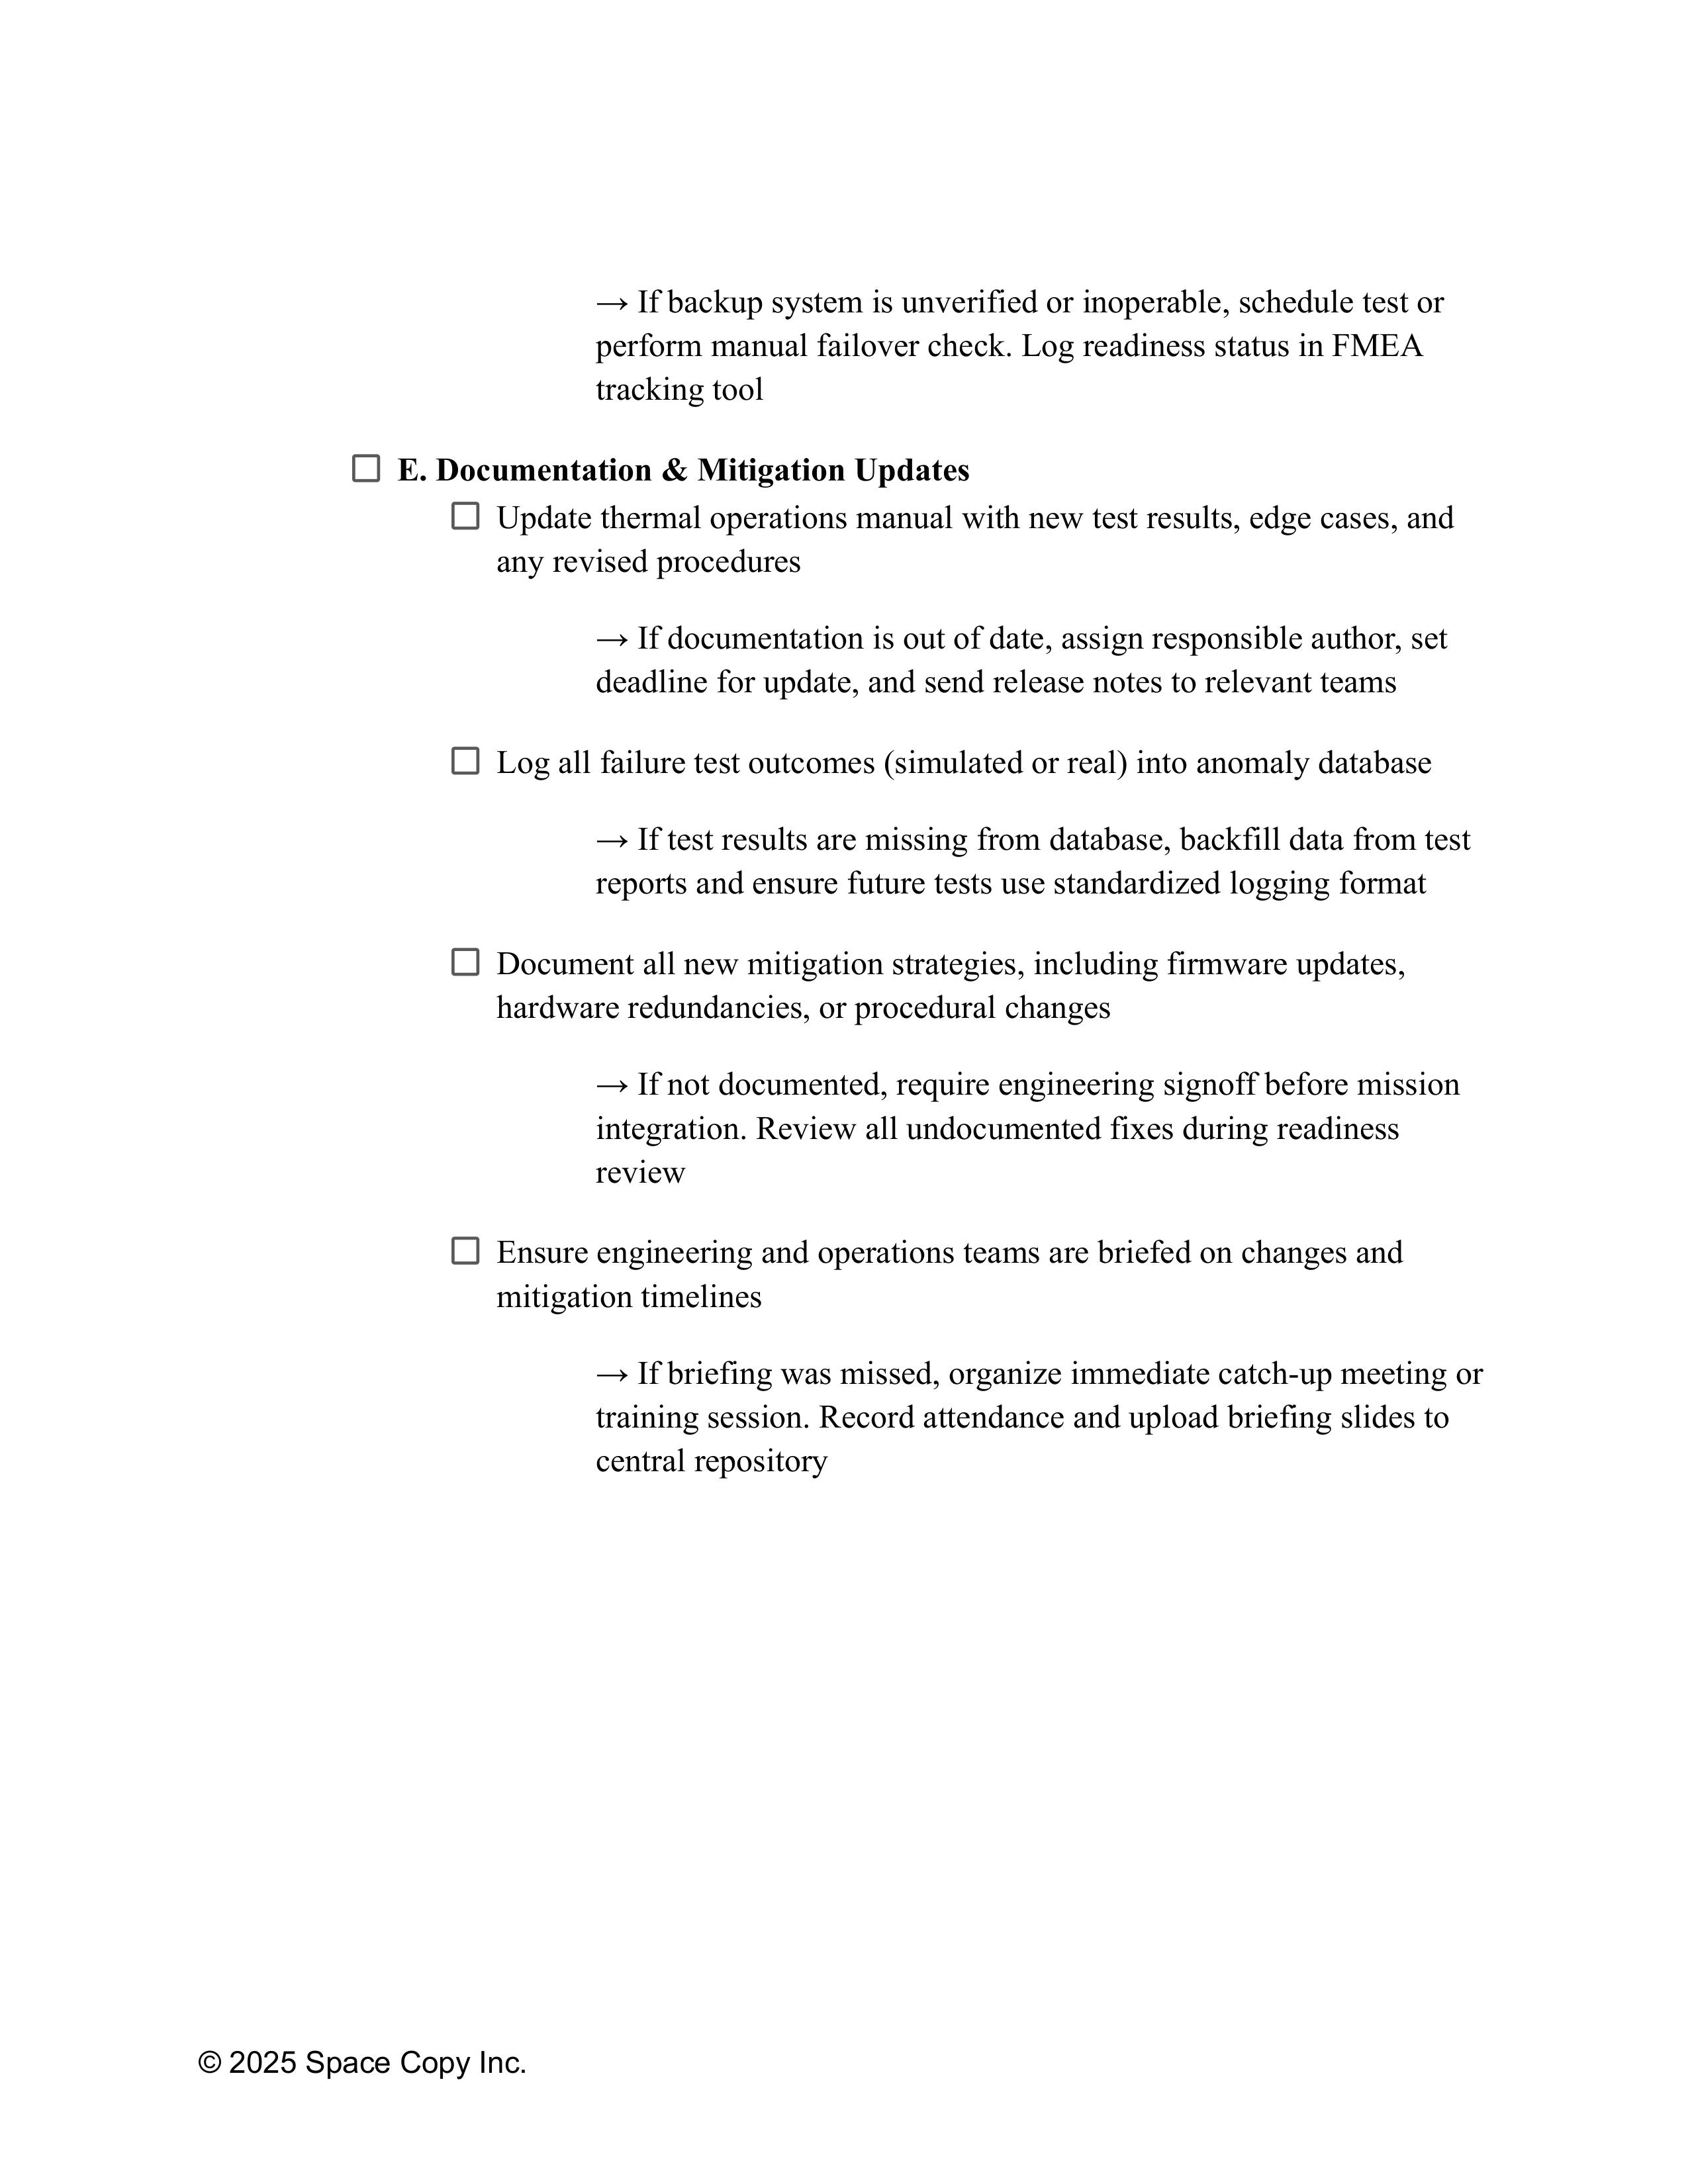 → If backup system is unverified or inoperable, schedule test or
perform manual failover check. Log readiness status in FMEA
tracking tool
E. Documentation & Mitigation Updates
Update thermal operations manual with new test results, edge cases, and
any revised procedures
→ If documentation is out of date, assign responsible author, set
deadline for update, and send release notes to relevant teams
Log all failure test outcomes (simulated or real) into anomaly database
→ If test results are missing from database, backfill data from test
reports and ensure future tests use standardized logging format
Document all new mitigation strategies, including firmware updates,
hardware redundancies, or procedural changes
→ If not documented, require engineering signoff before mission
integration. Review all undocumented fixes during readiness
review
Ensure engineering and operations teams are briefed on changes and
mitigation timelines
→ If briefing was missed, organize immediate catch-up meeting or
training session. Record attendance and upload briefing slides to
central repository
© 2025 Space Copy Inc.